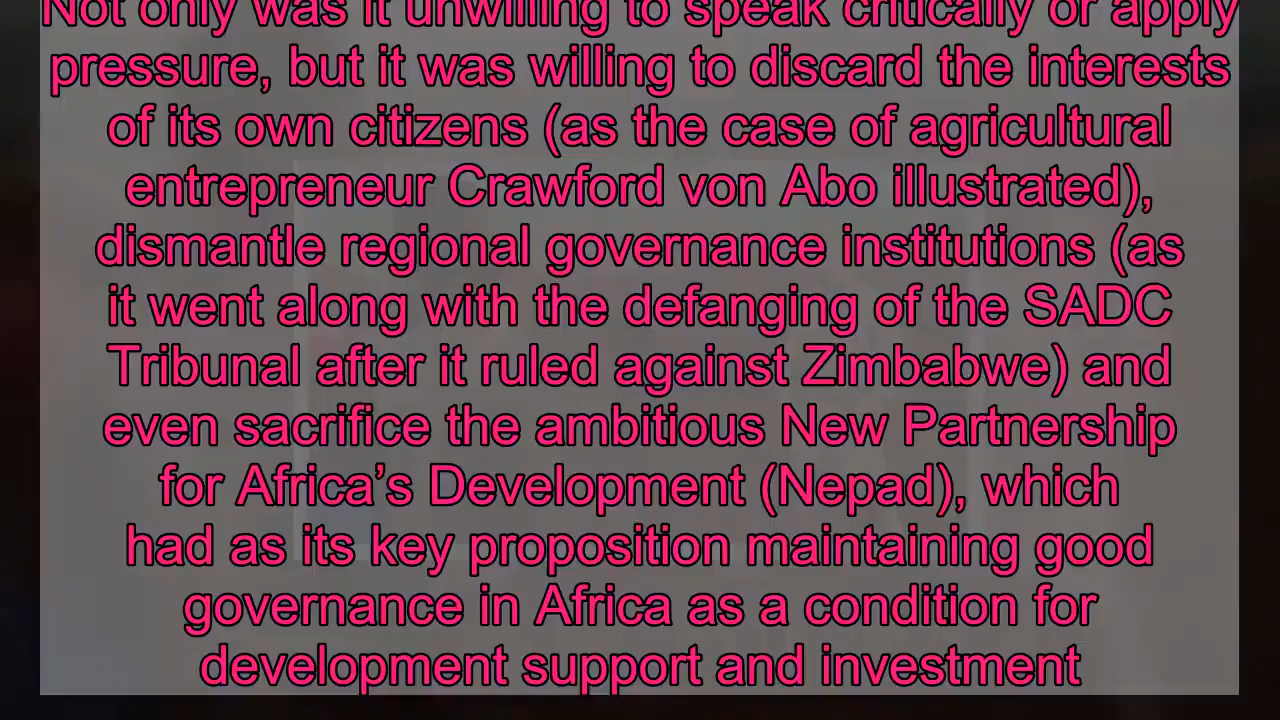 Not only was it unwilling to speak critically or apply
pressure, but it was willing to discard the interests
of its own citizens (as the case of agricultural
entrepreneur Crawford von Abo illustrated),
dismantle regional governance institutions (as
it went along with the defanging of the SADC
Tribunal after it ruled against Zimbabwe) and
even sacrifice the ambitious New Partnership
for Africa’s Development (Nepad), which
had as its key proposition maintaining good
governance in Africa as a condition for
development support and investment